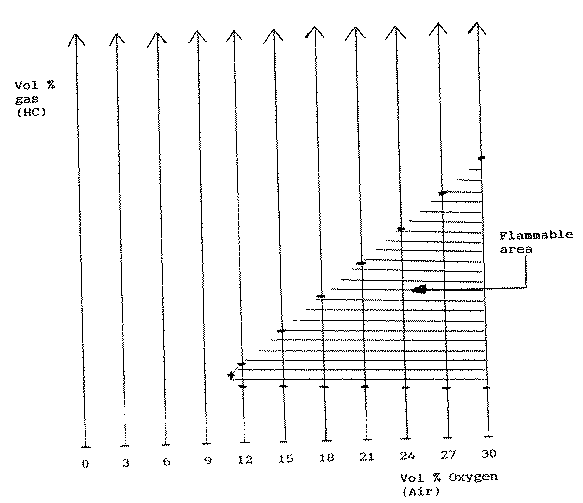 Vol %
gas
(HC)
Flammable
area
0 3 6 9 12 15 18 21 24 27 30
Vol % Oxygen
(Air)